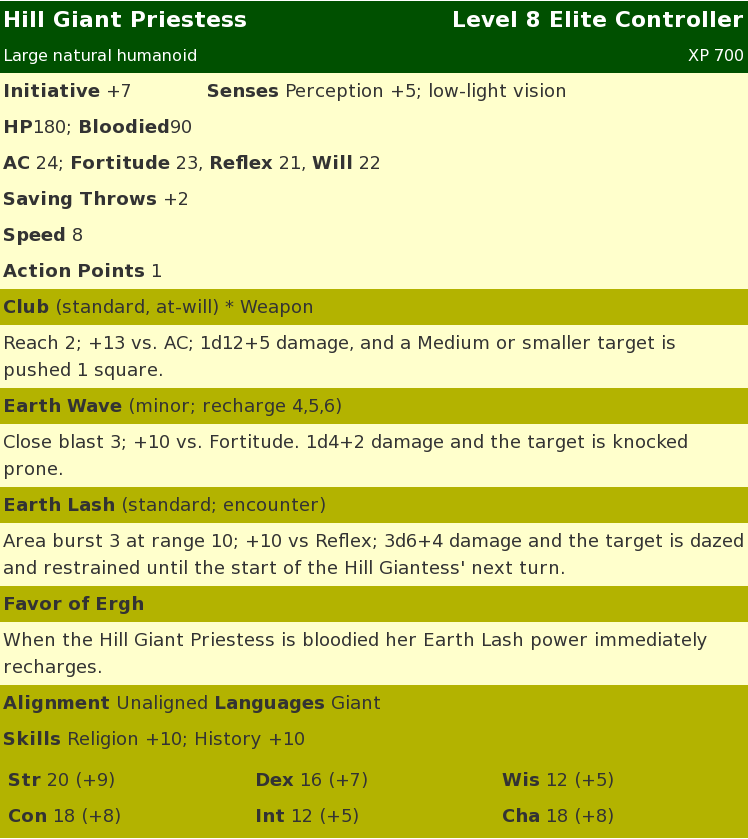 Hill Giant Priestess Level 8 Elite Controller
Large natural humanoid XP 700
Initiative +7 Senses Perception +5; low-light vision
HP180; Bloodied90
AC 24; Fortitude 23, Reflex 21, Will 22
Saving Throws +2
Speed 8
Action Points 1
Club (standard, at-will) * Weapon
Reach 2; +13 vs. AC; 1d12+5 damage, and a Medium or smaller target is
pushed 1 square.
Earth Wave (minor; recharge 4,5,6)
Close blast 3; +10 vs. Fortitude. 1d4+2 damage and the target is knocked
prone.
Earth Lash (standard; encounter)
Area burst 3 at range 10; +10 vs Reflex; 3d6+4 damage and the target is dazed
and restrained until the start of the Hill Giantess' next turn.
Favor of Ergh
When the Hill Giant Priestess is bloodied her Earth Lash power immediately
recharges.
Alignment Unaligned Languages Giant
Skills Religion +10; History +10
Str 20 (+9) Dex 16 (+7) Wis 12 (+5)
Con 18 (+8) Int 12 (+5) Cha 18 (+8)